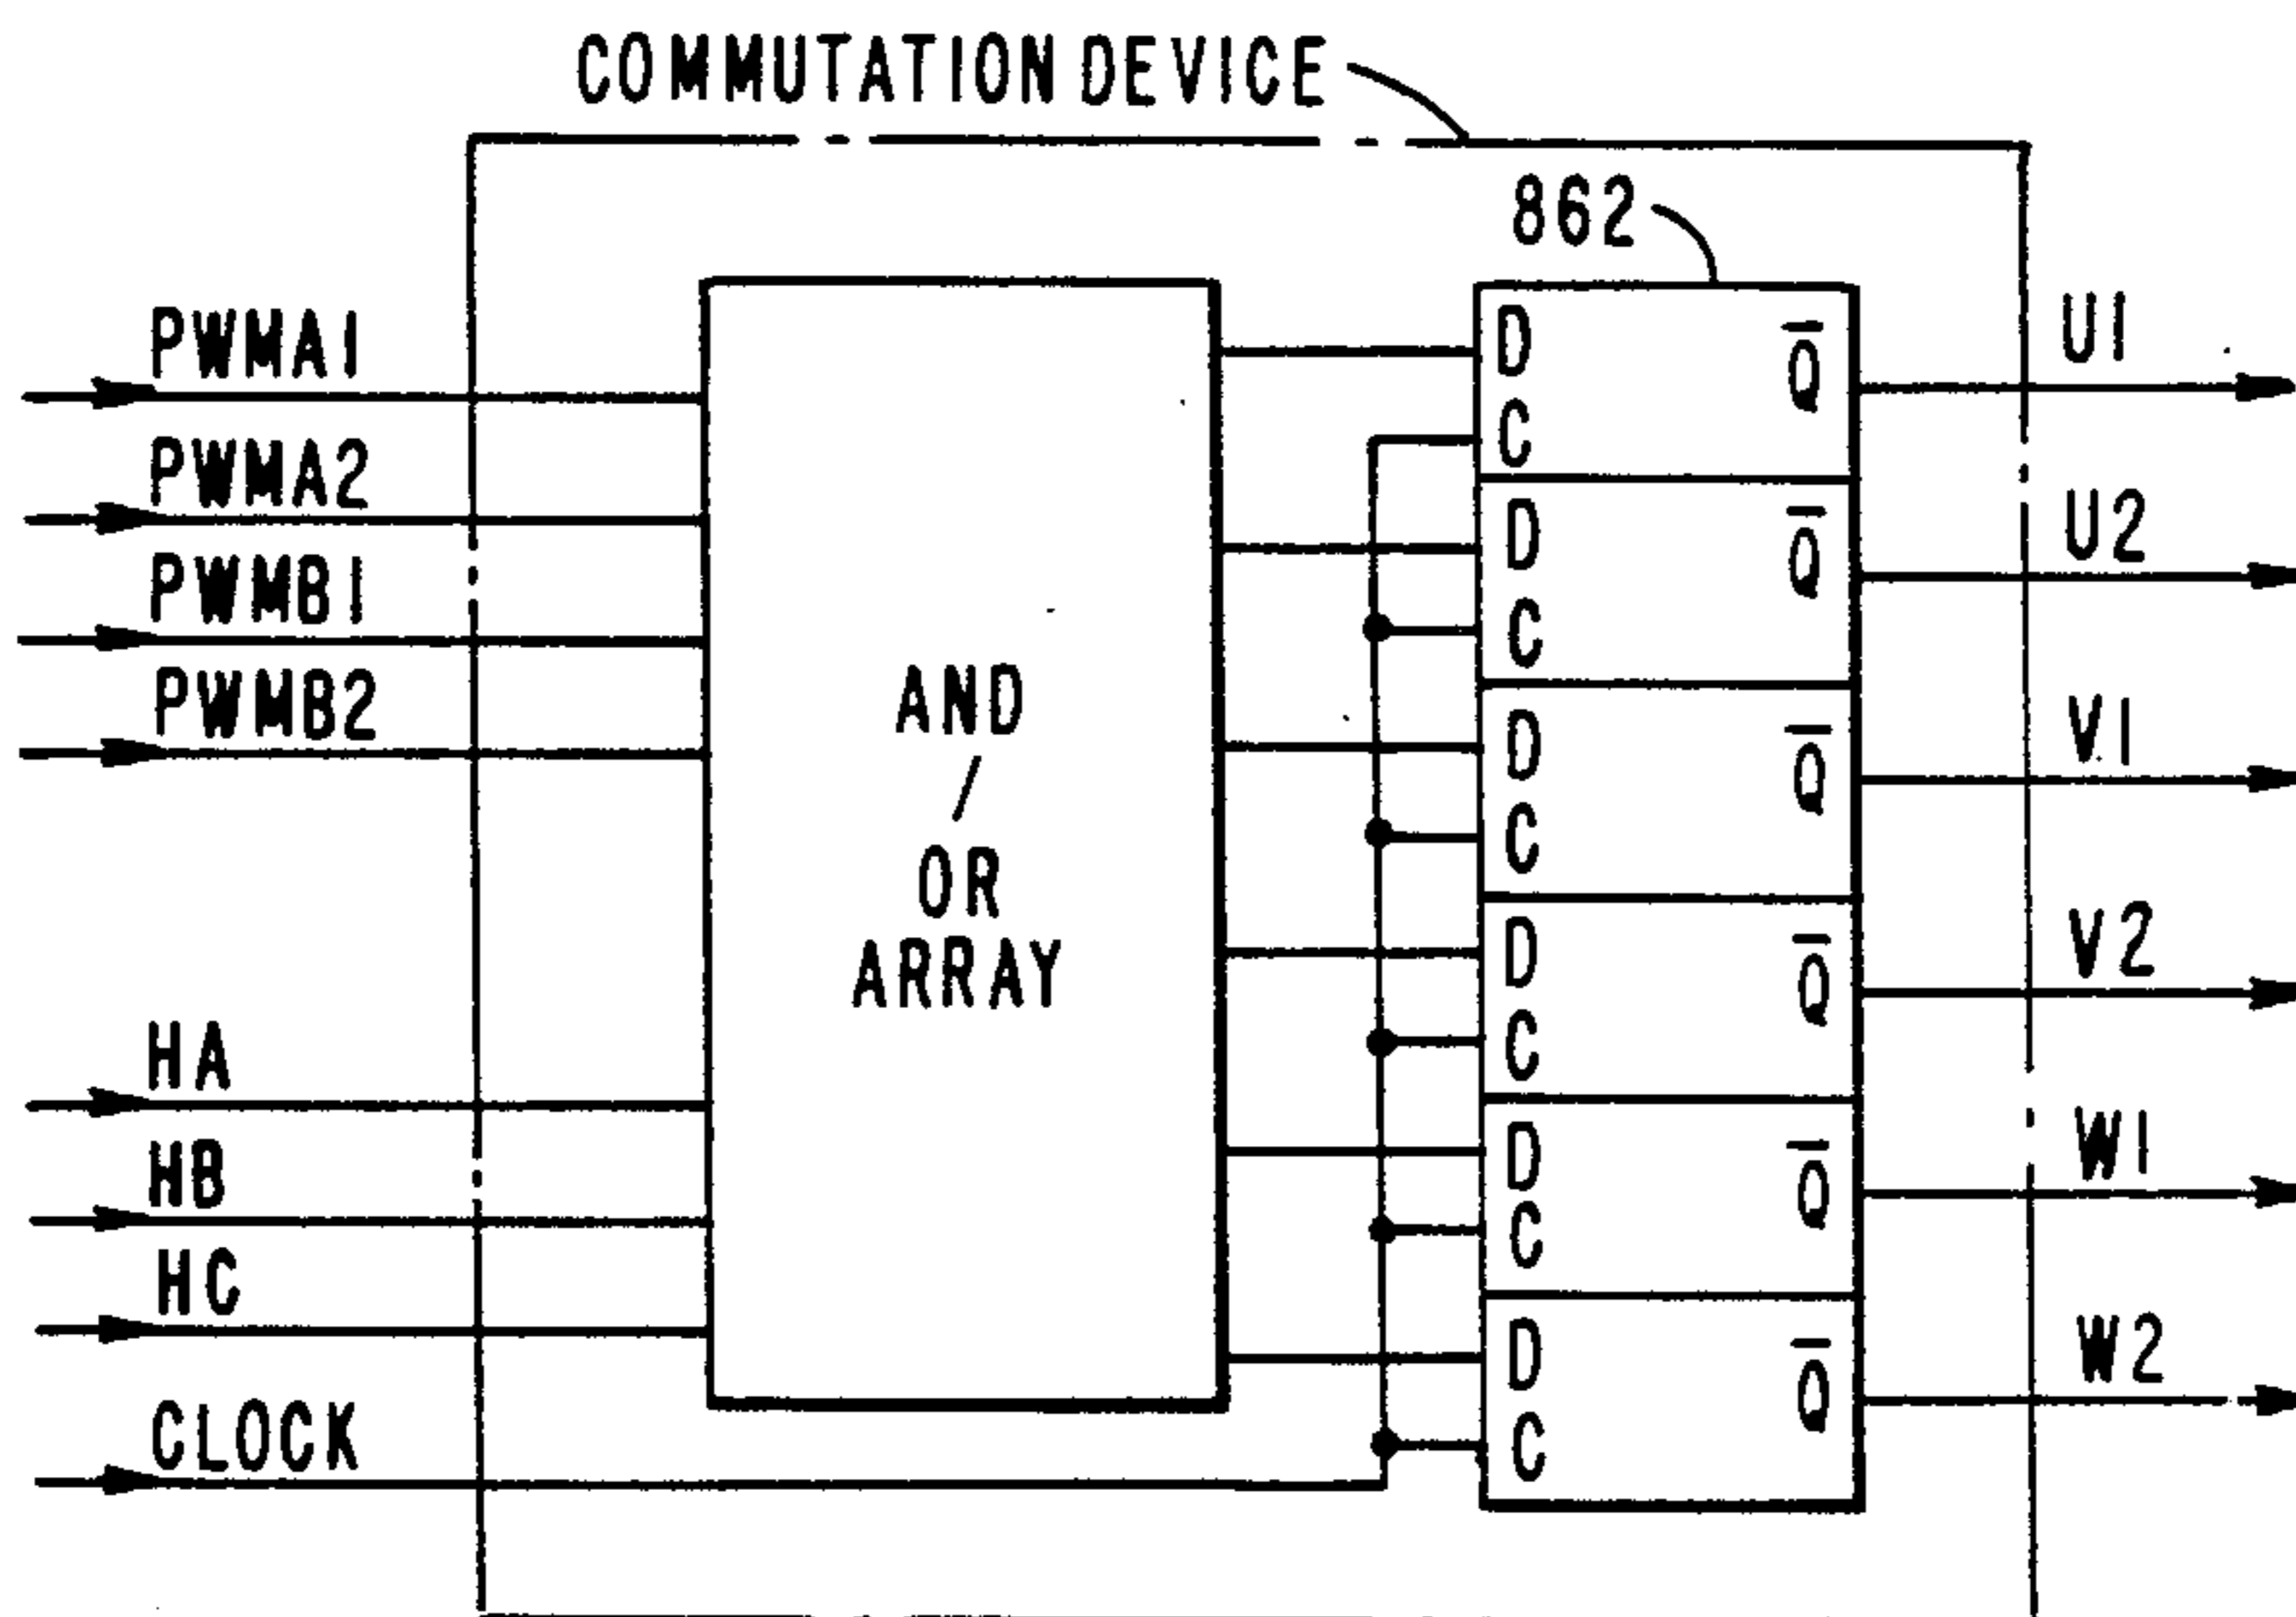 COMMUTATION DEVICE
862
PWMA1
PWMA2
PWMB1
PWMB2
HA
HB
HC
CLOCK
AND
/
OR
ARRAY
D
C
Q̅
D
C
Q̅
D
C
Q̅
D
C
Q̅
D
C
Q̅
D
C
Q̅
U1
U2
V1
V2
W1
W2